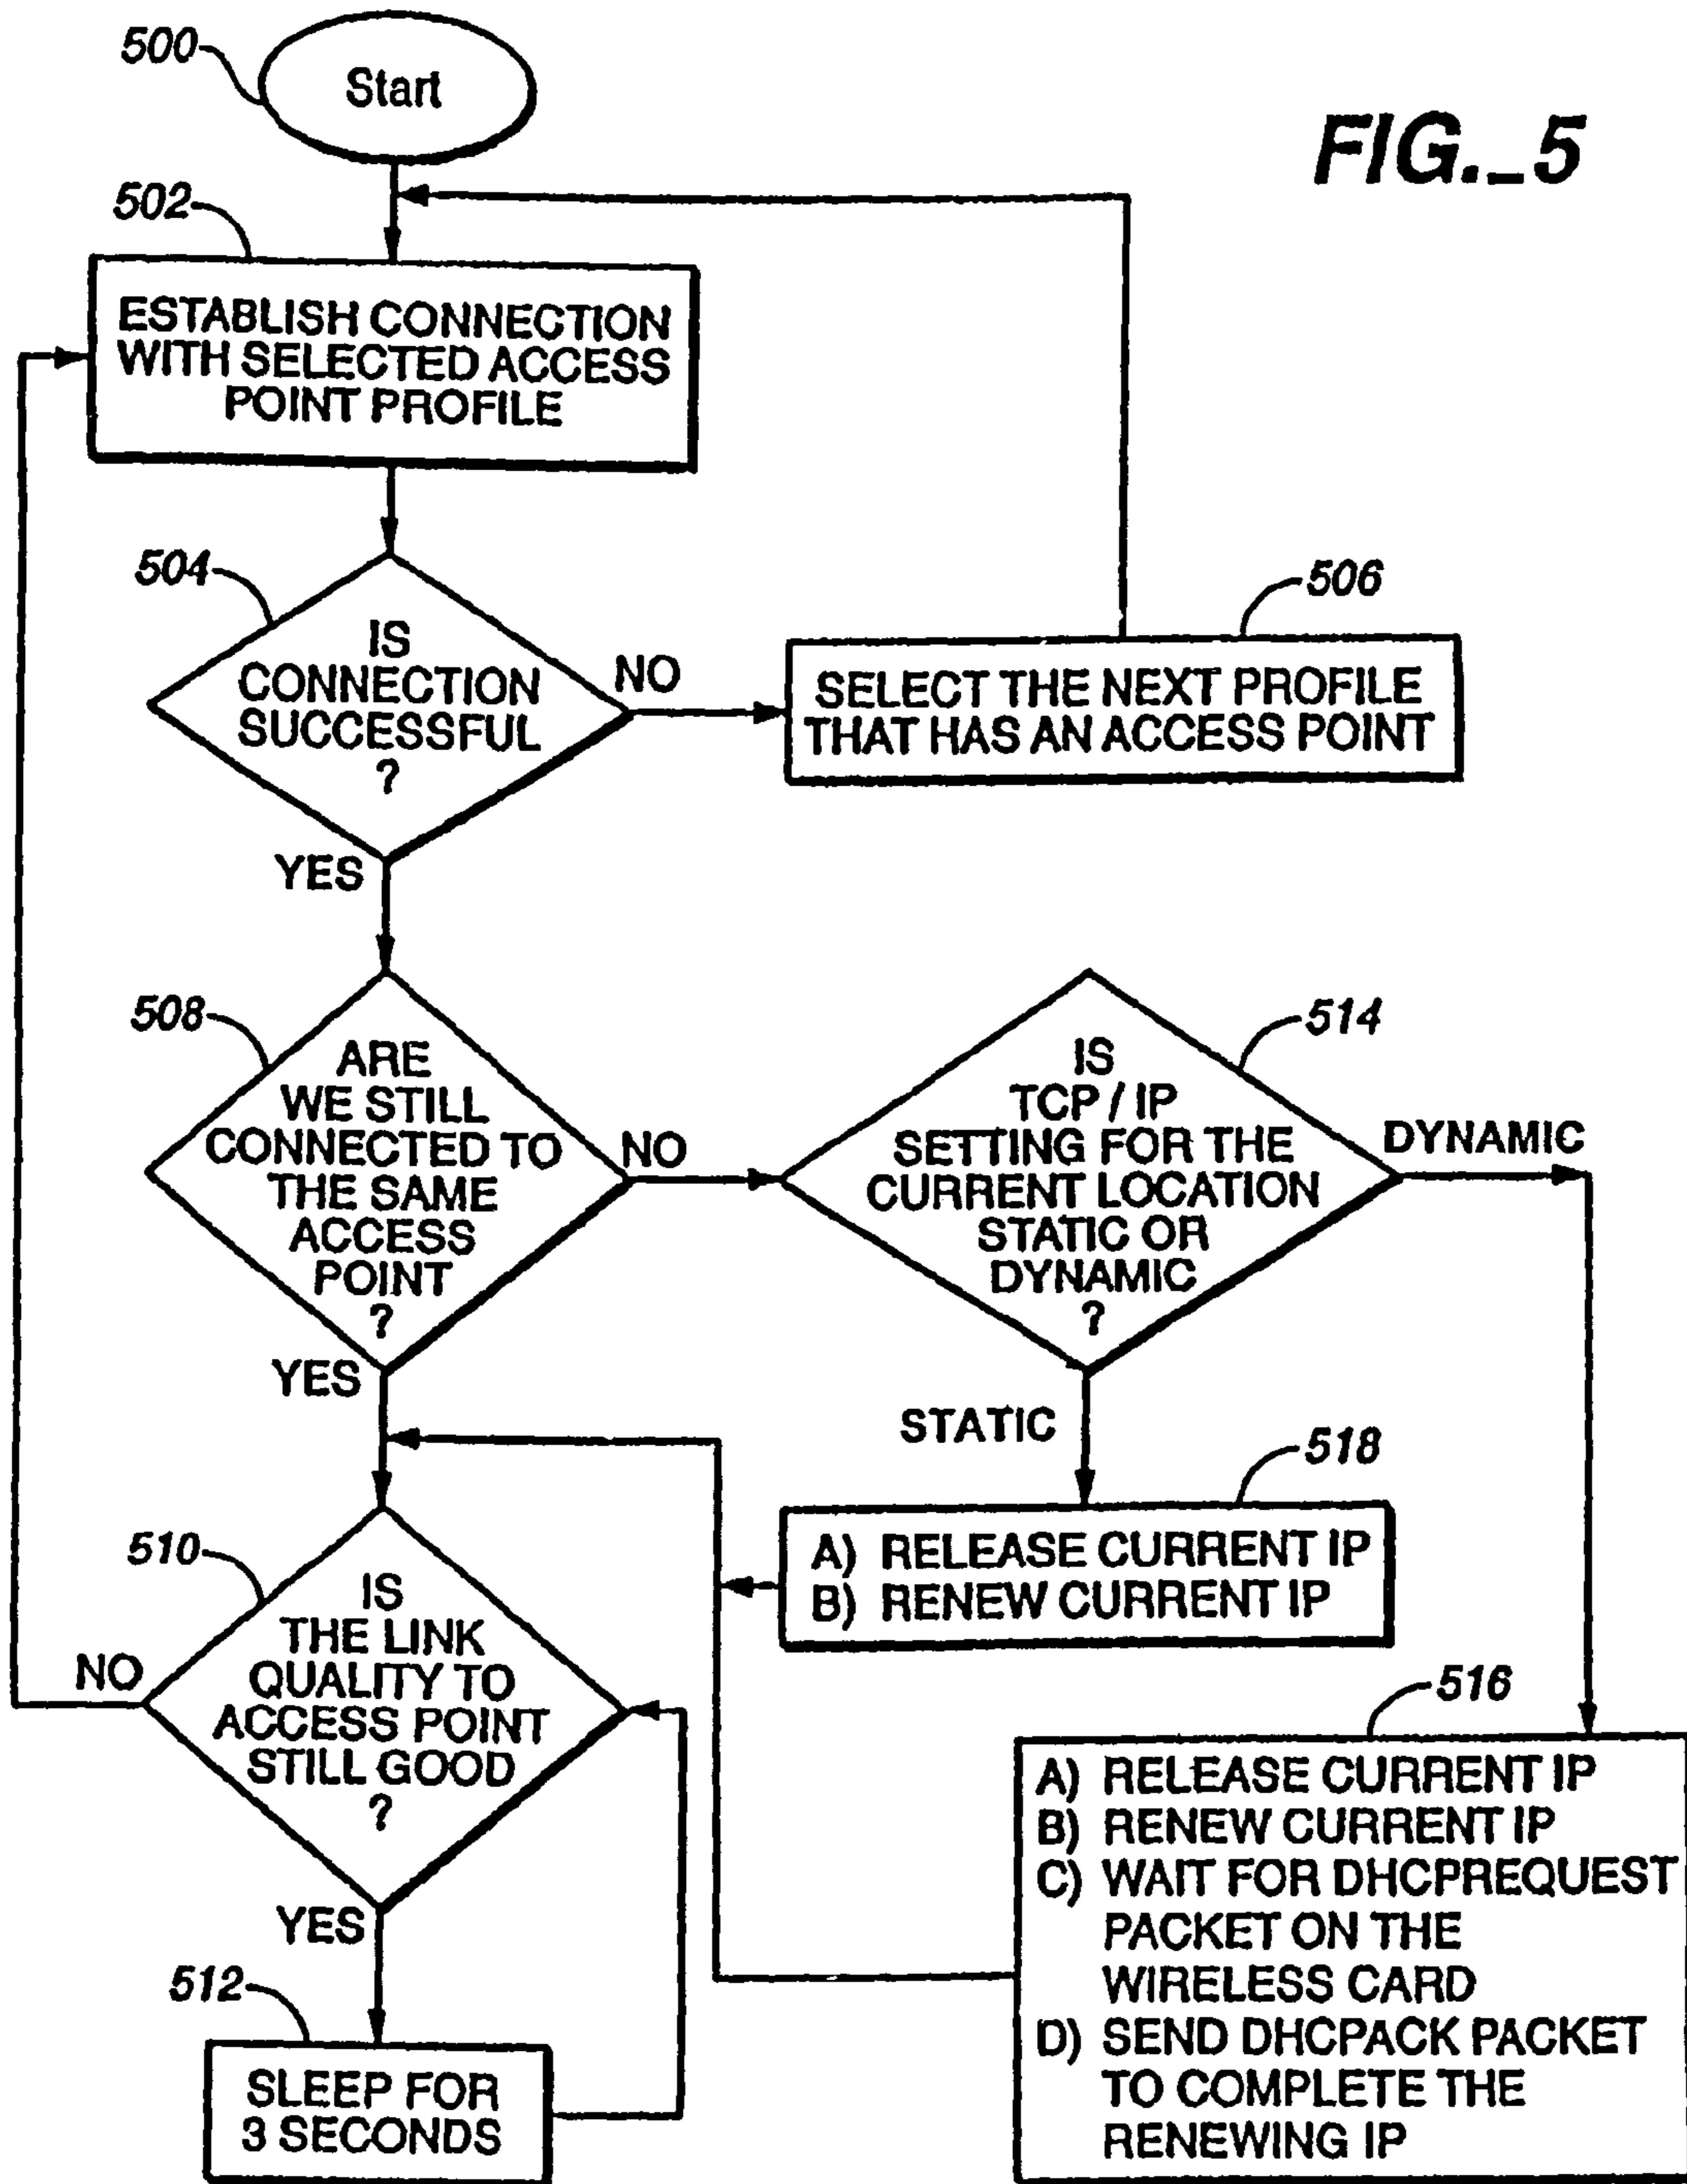 500
Start
FIG._5
502
ESTABLISH CONNECTION
WITH SELECTED ACCESS
POINT PROFILE
504
IS
CONNECTION
SUCCESSFUL
?
NO
YES
506
SELECT THE NEXT PROFILE
THAT HAS AN ACCESS POINT
508
ARE
WE STILL
CONNECTED TO
THE SAME
ACCESS
POINT
?
NO
YES
514
IS
TCP / IP
SETTING FOR THE
CURRENT LOCATION
STATIC OR
DYNAMIC
?
DYNAMIC
STATIC
518
A) RELEASE CURRENT IP
B) RENEW CURRENT IP
510
IS
THE LINK
QUALITY TO
ACCESS POINT
STILL GOOD
?
NO
YES
516
A) RELEASE CURRENT IP
B) RENEW CURRENT IP
C) WAIT FOR DHCPREQUEST
PACKET ON THE
WIRELESS CARD
D) SEND DHCPACK PACKET
TO COMPLETE THE
RENEWING IP
512
SLEEP FOR
3 SECONDS